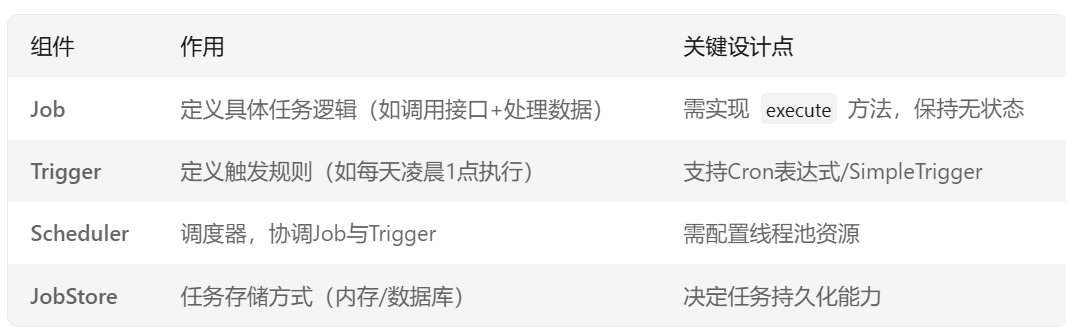 组件 作用 关键设计点
Job 定义具体任务逻辑（如调用接口+处理数据） 需实现 execute 方法，保持无状态
Trigger 定义触发规则（如每天凌晨1点执行） 支持Cron表达式/SimpleTrigger
Scheduler 调度器，协调Job与Trigger 需配置线程池资源
JobStore 任务存储方式（内存/数据库） 决定任务持久化能力